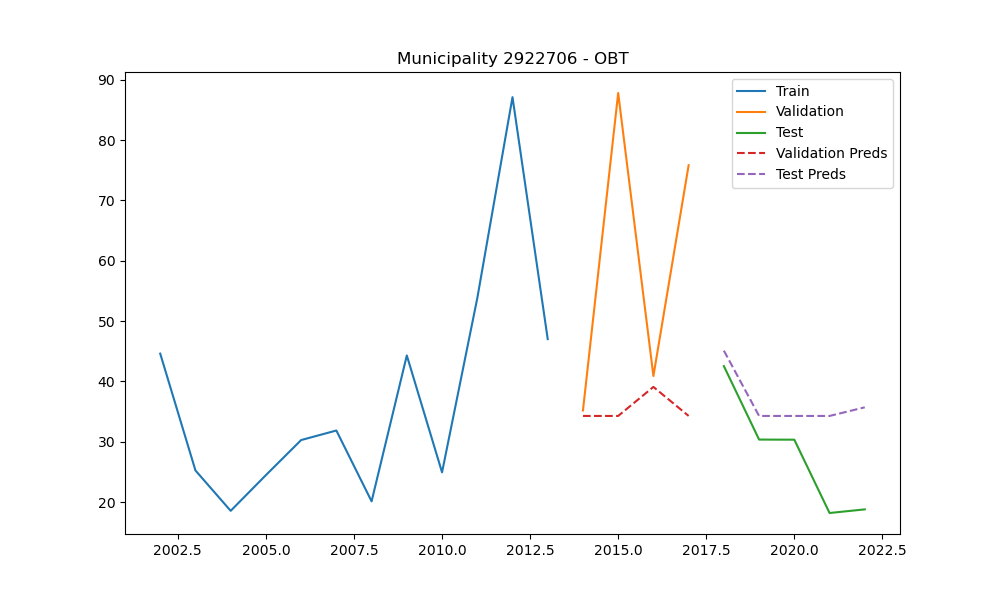 Municipality 2922706 - OBT
Train
Validation
Test
Validation Preds
Test Preds
90
80
70
60
50
40
30
20
2002.5 2005.0 2007.5 2010.0 2012.5 2015.0 2017.5 2020.0 2022.5